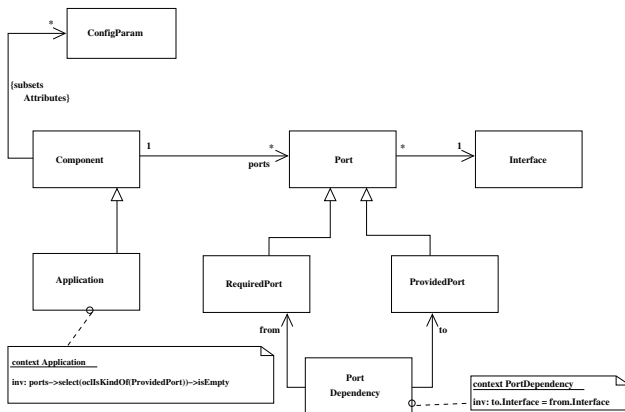 *
ConfigParam
{subsets
Attributes}
1
*
*
1
Component
Port
Interface
ports
Application
RequiredPort
ProvidedPort
from
to
context Application
inv: ports->select(oclIsKindOf(ProvidedPort))->isEmpty
Port
Dependency
context PortDependency
inv: to.Interface = from.Interface